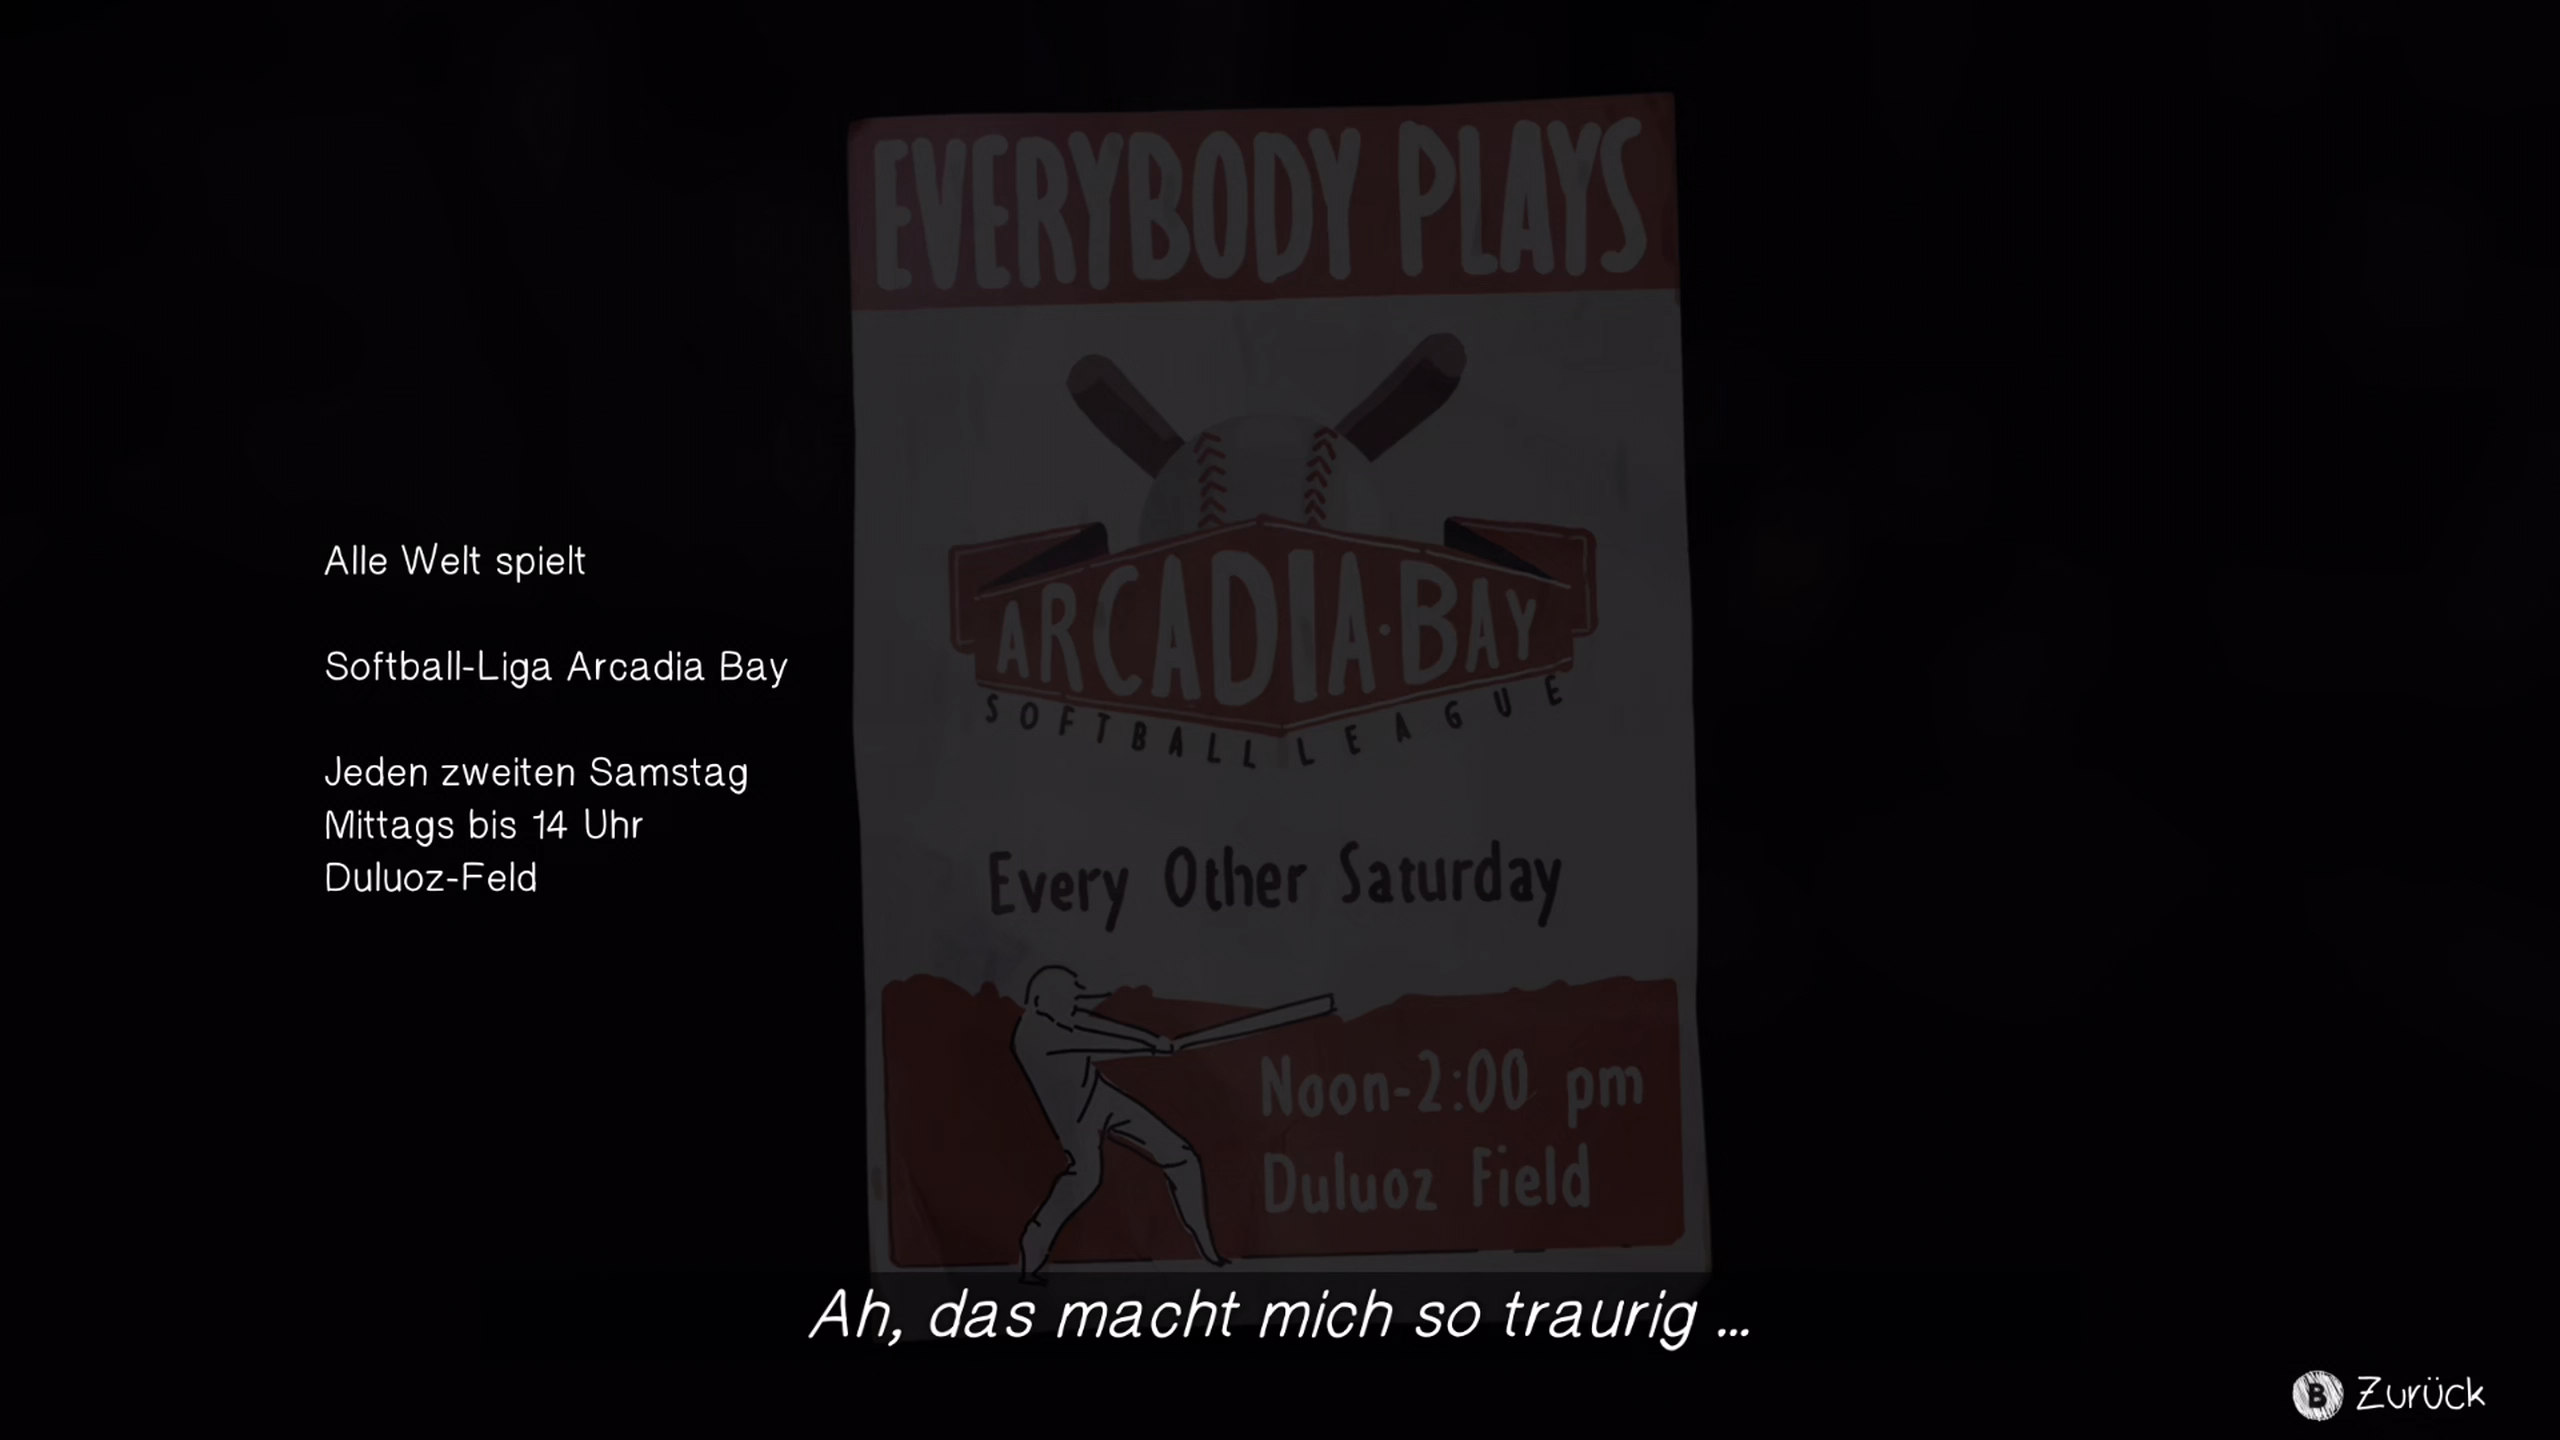 EVERYBODY PLAYS
ARCADIA·BAY
SOFTBALL LEAGUE
Every Other Saturday
Noon-2:00 pm
Duluoz Field
Alle Welt spielt
Softball-Liga Arcadia Bay
Jeden zweiten Samstag
Mittags bis 14 Uhr
Duluoz-Feld
Ah, das macht mich so traurig ...
B Zurück